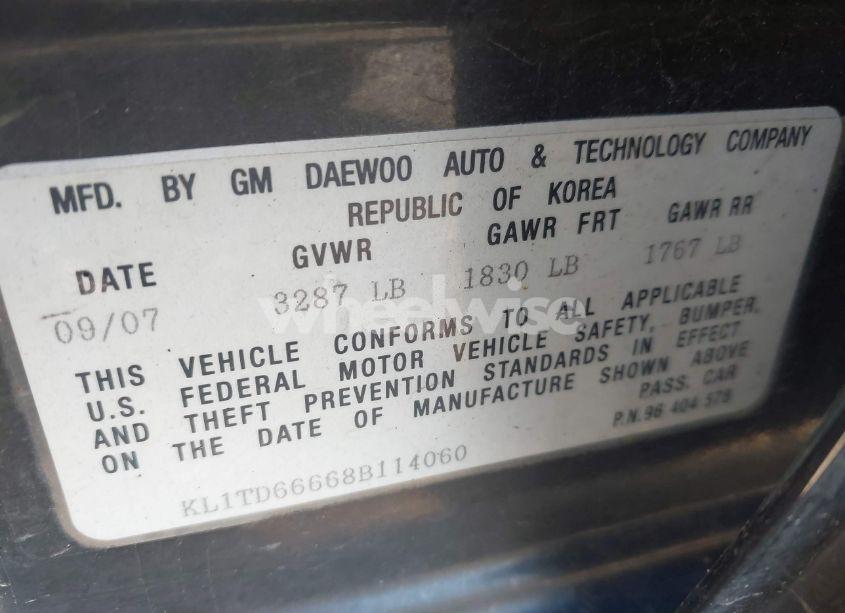 MFD. BY GM DAEWOO AUTO & TECHNOLOGY COMPANY
REPUBLIC OF KOREA
DATE GVWR GAWR FRT GAWR RR
09/07 3287 LB 1830 LB 1767 LB
wheelwise
THIS VEHICLE CONFORMS TO ALL APPLICABLE
U.S. FEDERAL MOTOR VEHICLE SAFETY, BUMPER,
AND THEFT PREVENTION STANDARDS IN EFFECT
ON THE DATE OF MANUFACTURE SHOWN ABOVE
PASS. CAR
KL1TD66668B114060 P.N. 96 404 578